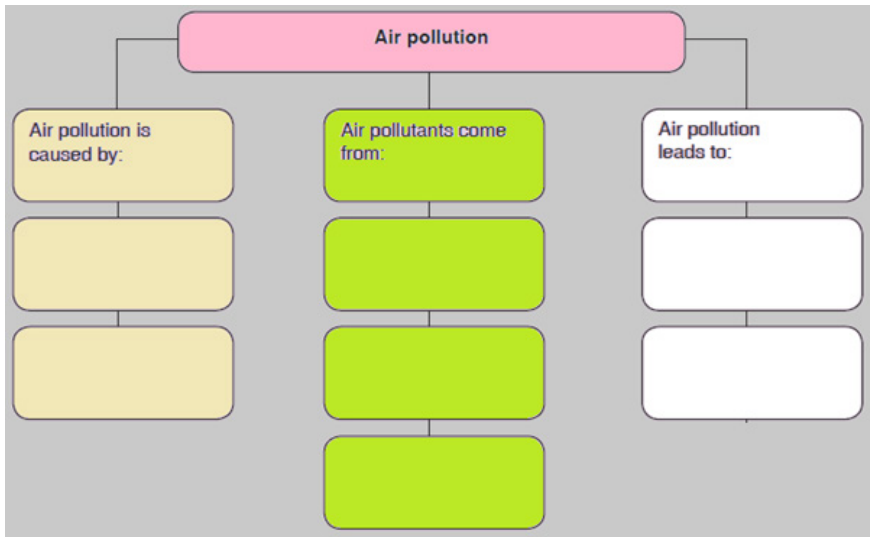 Air pollution
Air pollution is
caused by:
Air pollutants come
from:
Air pollution
leads to: